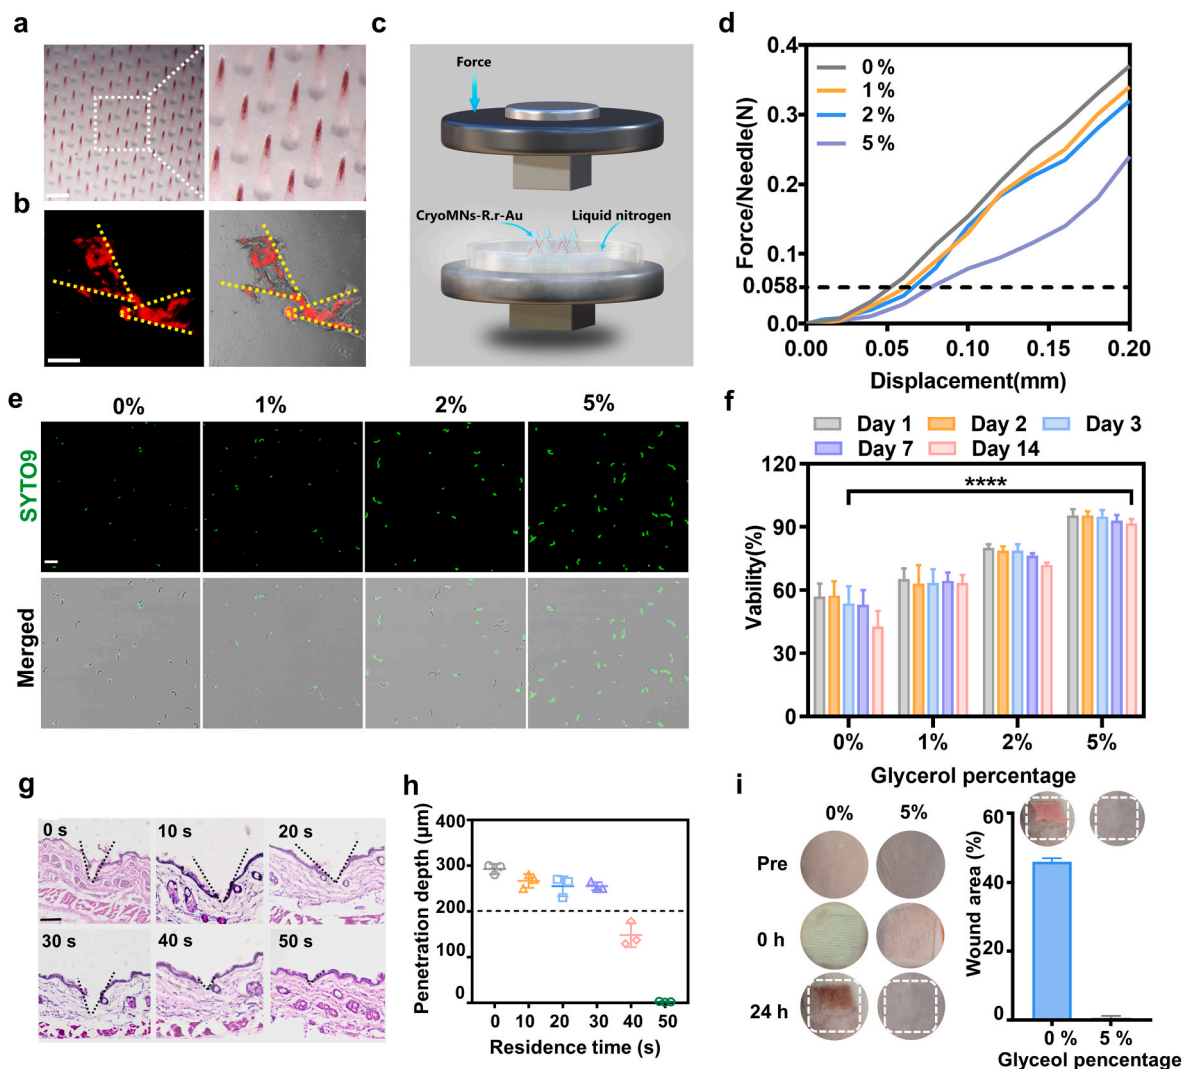 a
b
c
Force
CryoMNs-R.r-Au
Liquid nitrogen
d
Force/Needle(N)
0.4
0.3
0.2
0.1
0.058
0.0
0 %
1 %
2 %
5 %
0.00
0.05
0.10
0.15
0.20
Displacement(mm)
e
0%
1%
2%
5%
SYTO9
Merged
f
Day 1
Day 2
Day 3
Day 7
Day 14
Vability(%)
120
90
60
30
0
****
0%
1%
2%
5%
Glycerol percentage
g
0 s
10 s
20 s
30 s
40 s
50 s
h
Penetration depth (μm)
400
300
200
100
0
0
10
20
30
40
50
Residence time (s)
i
0%
5%
Pre
0 h
24 h
Wound area (%)
60
40
20
0
0 %
5 %
Glyceol pencentage